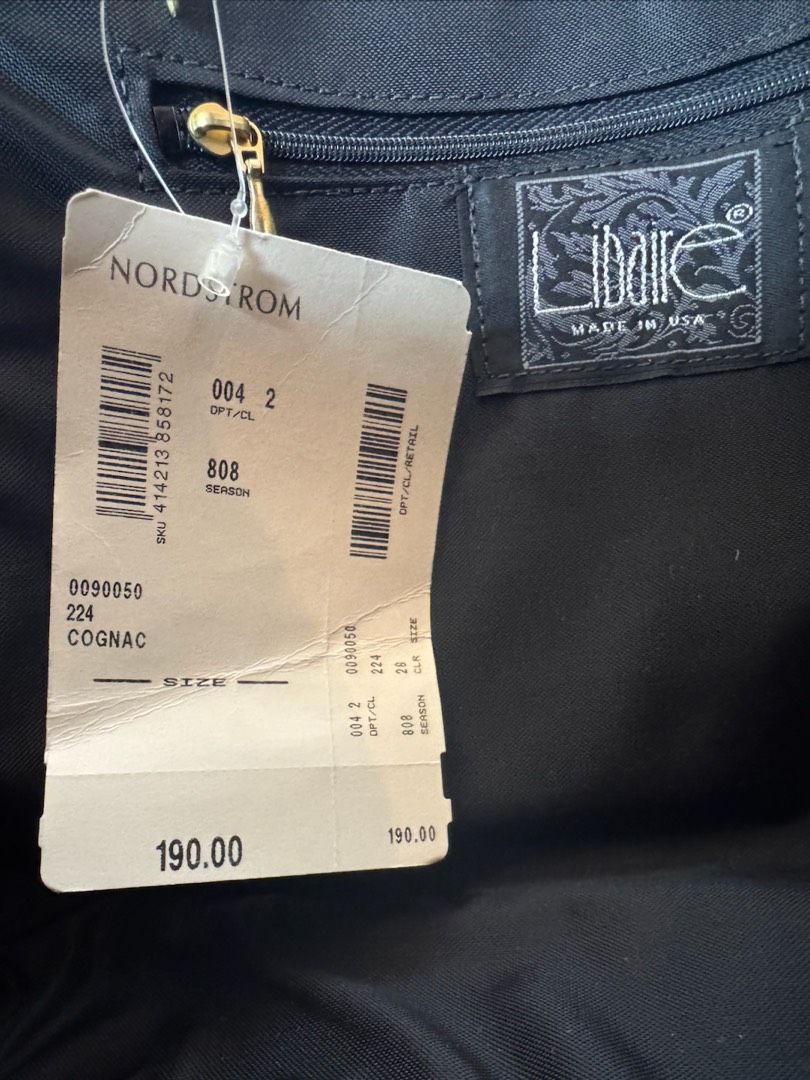 NORDSTROM
SKU 414213 858172
004 2
DPT/CL
808
SEASON
DPT/CL/RETAIL
0090050
224
COGNAC
SIZE
004 2 0090050
DPT/CL 224
808 28
SEASON CLR SIZE
190.00
190.00
Libaire®
MADE IN USA